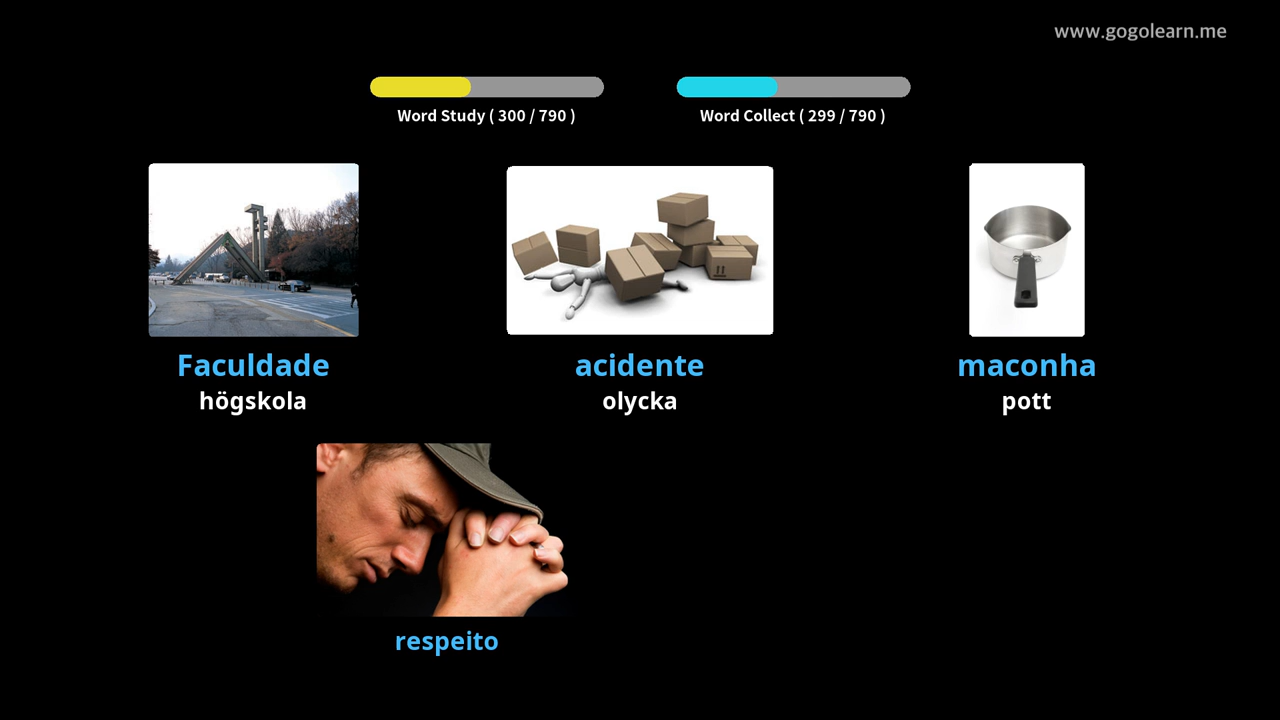 www.gogolearn.me
Word Study ( 300 / 790 )
Word Collect ( 299 / 790 )
Faculdade
högskola
acidente
olycka
maconha
pott
respeito